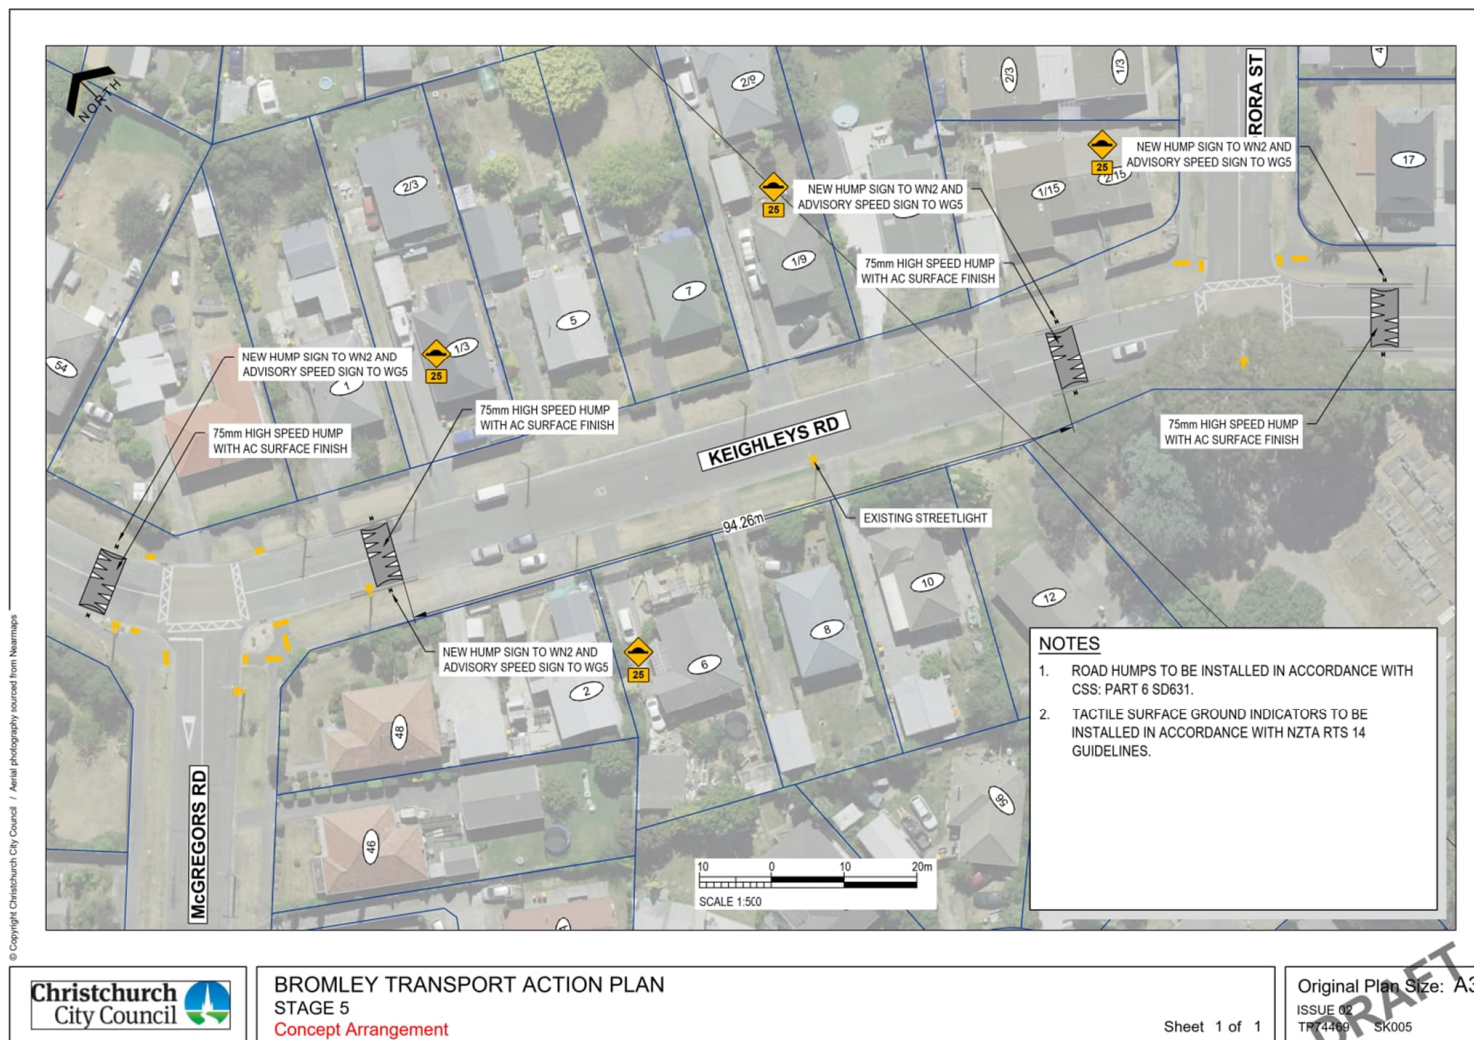 NORTH
2/3
1/3
2/9
2/3
1/3
RORA ST
4
17
NEW HUMP SIGN TO WN2 AND
ADVISORY SPEED SIGN TO WG5
25
2/15
1/15
NEW HUMP SIGN TO WN2 AND
ADVISORY SPEED SIGN TO WG5
25
75mm HIGH SPEED HUMP
WITH AC SURFACE FINISH
1/9
7
5
54
NEW HUMP SIGN TO WN2 AND
ADVISORY SPEED SIGN TO WG5
25
1
75mm HIGH SPEED HUMP
WITH AC SURFACE FINISH
75mm HIGH SPEED HUMP
WITH AC SURFACE FINISH
KEIGHLEYS RD
75mm HIGH SPEED HUMP
WITH AC SURFACE FINISH
94.26m
EXISTING STREETLIGHT
10
12
8
6
2
NEW HUMP SIGN TO WN2 AND
ADVISORY SPEED SIGN TO WG5
25
48
46
56
McGREGORS RD
NOTES
1. ROAD HUMPS TO BE INSTALLED IN ACCORDANCE WITH
CSS: PART 6 SD631.
2. TACTILE SURFACE GROUND INDICATORS TO BE
INSTALLED IN ACCORDANCE WITH NZTA RTS 14
GUIDELINES.
10 0 10 20m
SCALE 1:500
© Copyright Christchurch City Council / Aerial photography sourced from Nearmaps
Christchurch
City Council
BROMLEY TRANSPORT ACTION PLAN
STAGE 5
Concept Arrangement
Sheet 1 of 1
Original Plan Size: A3
ISSUE 02
TP74469 SK005
DRAFT